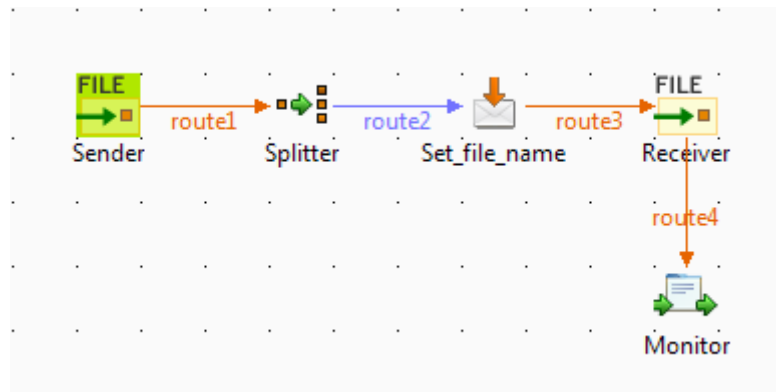 FILE
FILE
route1
route2
route3
Sender
Splitter
Set_file_name
Receiver
route4
Monitor